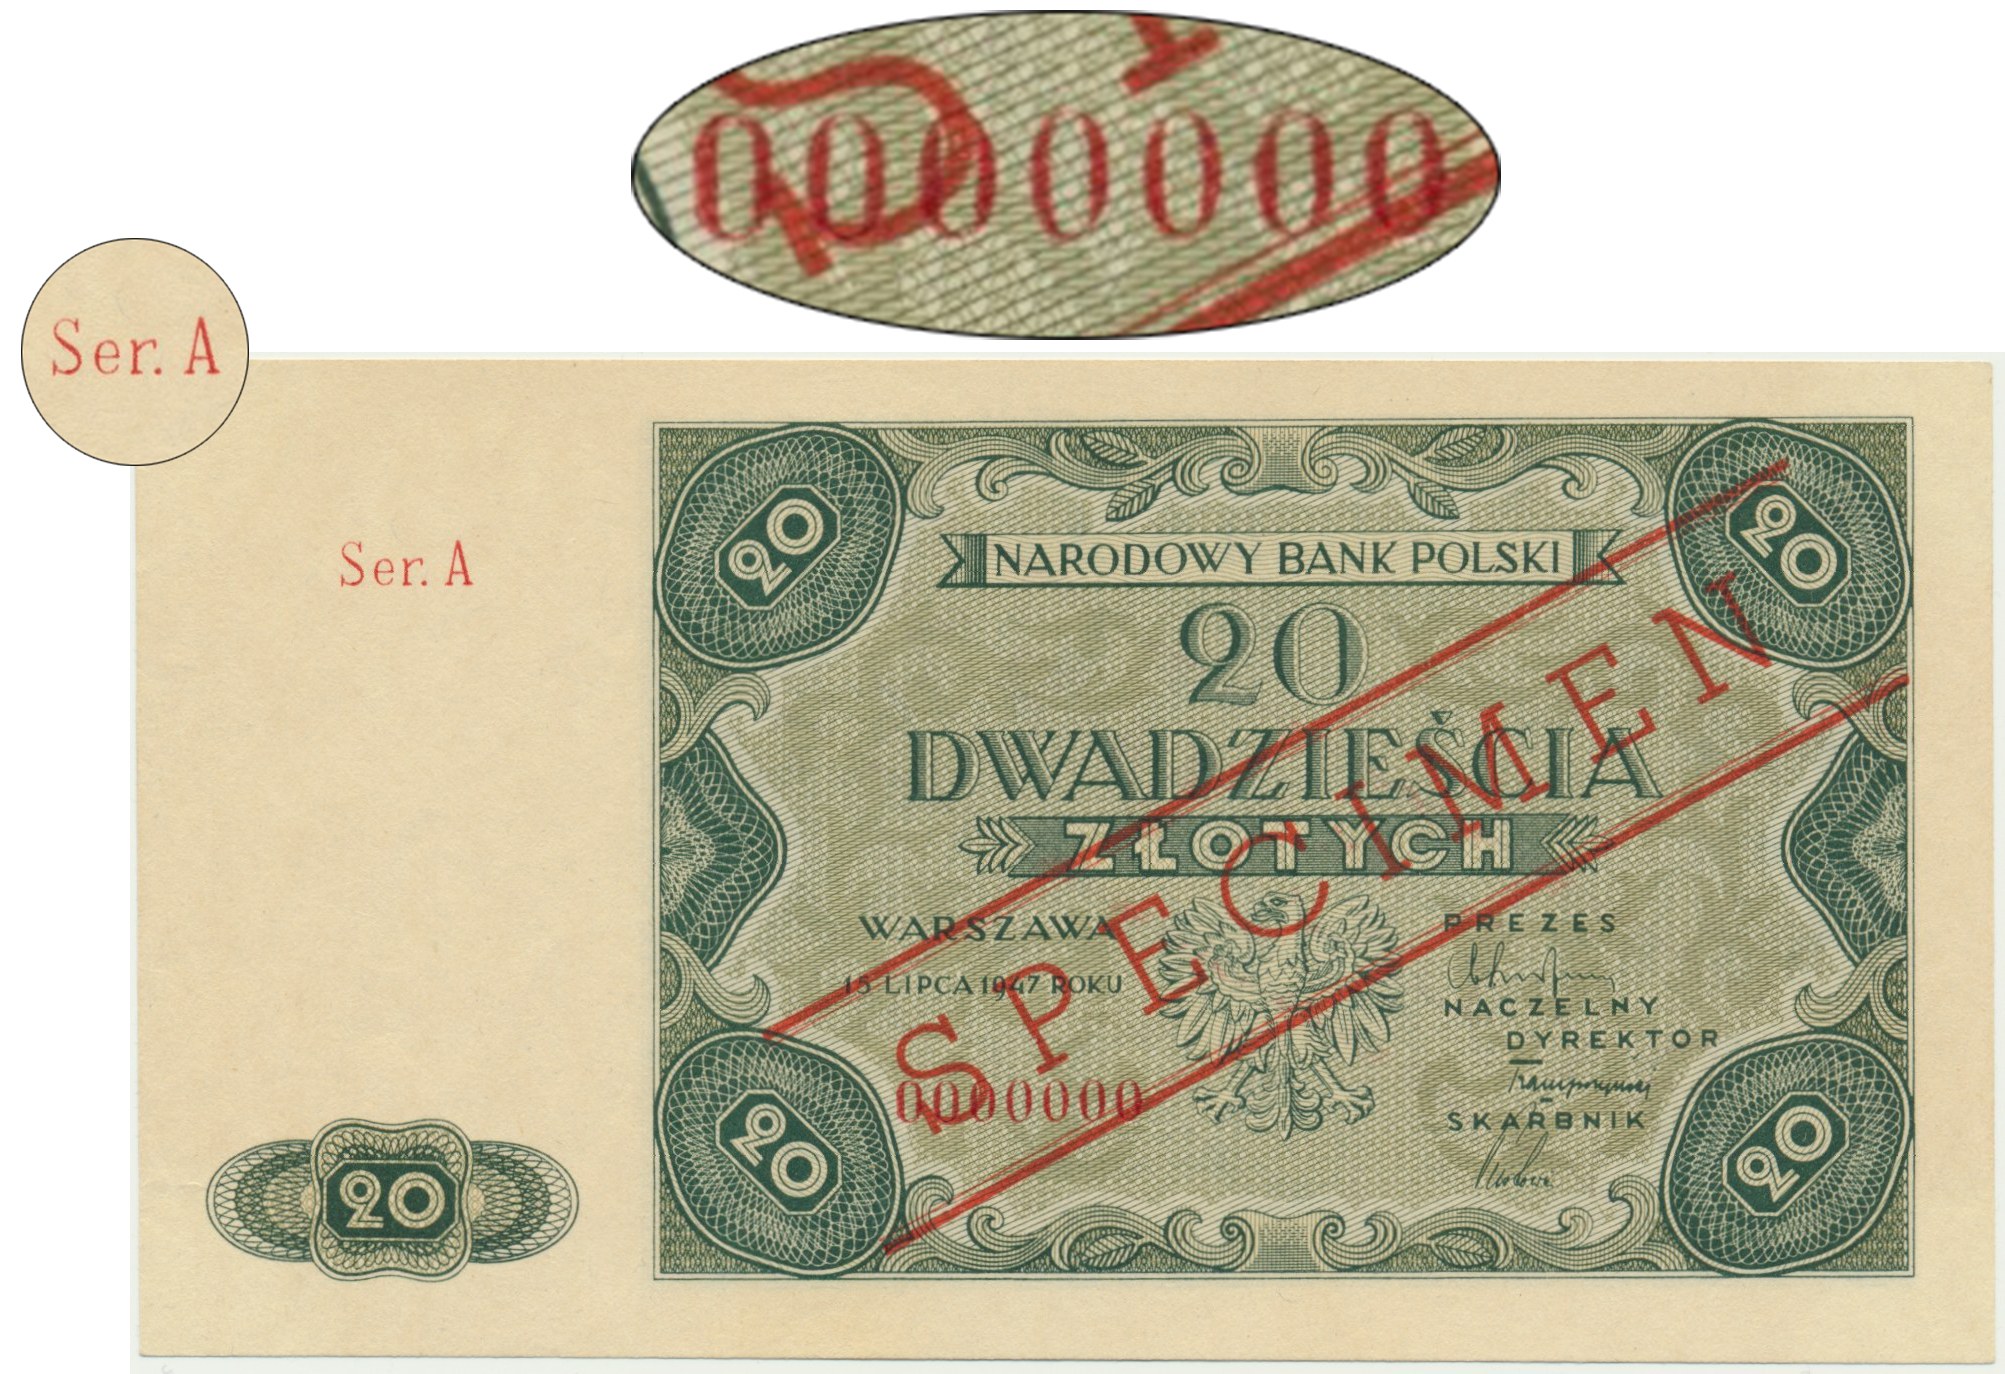 0000000
Ser. A
20
20
NARODOWY BANK POLSKI
Ser. A
20
DWADZIEŚCIA
ZŁOTYCH
SPECIMEN
WARSZAWA
15 LIPCA 1947 ROKU
PREZES
NACZELNY
DYREKTOR
0000000
SKARBNIK
20
20
20